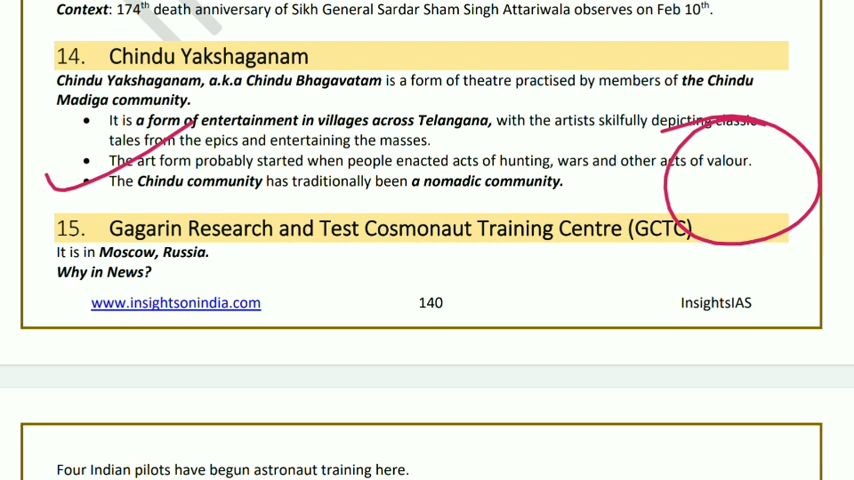 Context: 174th death anniversary of Sikh General Sardar Sham Singh Attariwala observes on Feb 10th.
14. Chindu Yakshaganam
Chindu Yakshaganam, a.k.a Chindu Bhagavatam is a form of theatre practised by members of the Chindu
Madiga community.
• It is a form of entertainment in villages across Telangana, with the artists skilfully depicting classic
tales from the epics and entertaining the masses.
• The art form probably started when people enacted acts of hunting, wars and other acts of valour.
• The Chindu community has traditionally been a nomadic community.
15. Gagarin Research and Test Cosmonaut Training Centre (GCTC)
It is in Moscow, Russia.
Why in News?
www.insightsonindia.com 140 InsightsIAS
Four Indian pilots have begun astronaut training here.